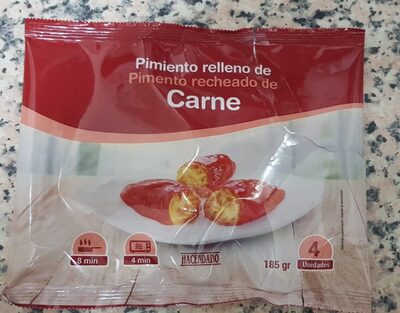 Pimiento relleno de
Pimento recheado de
Carne
8 min
4 min
HACENDADO
185 gr
4
Unidades